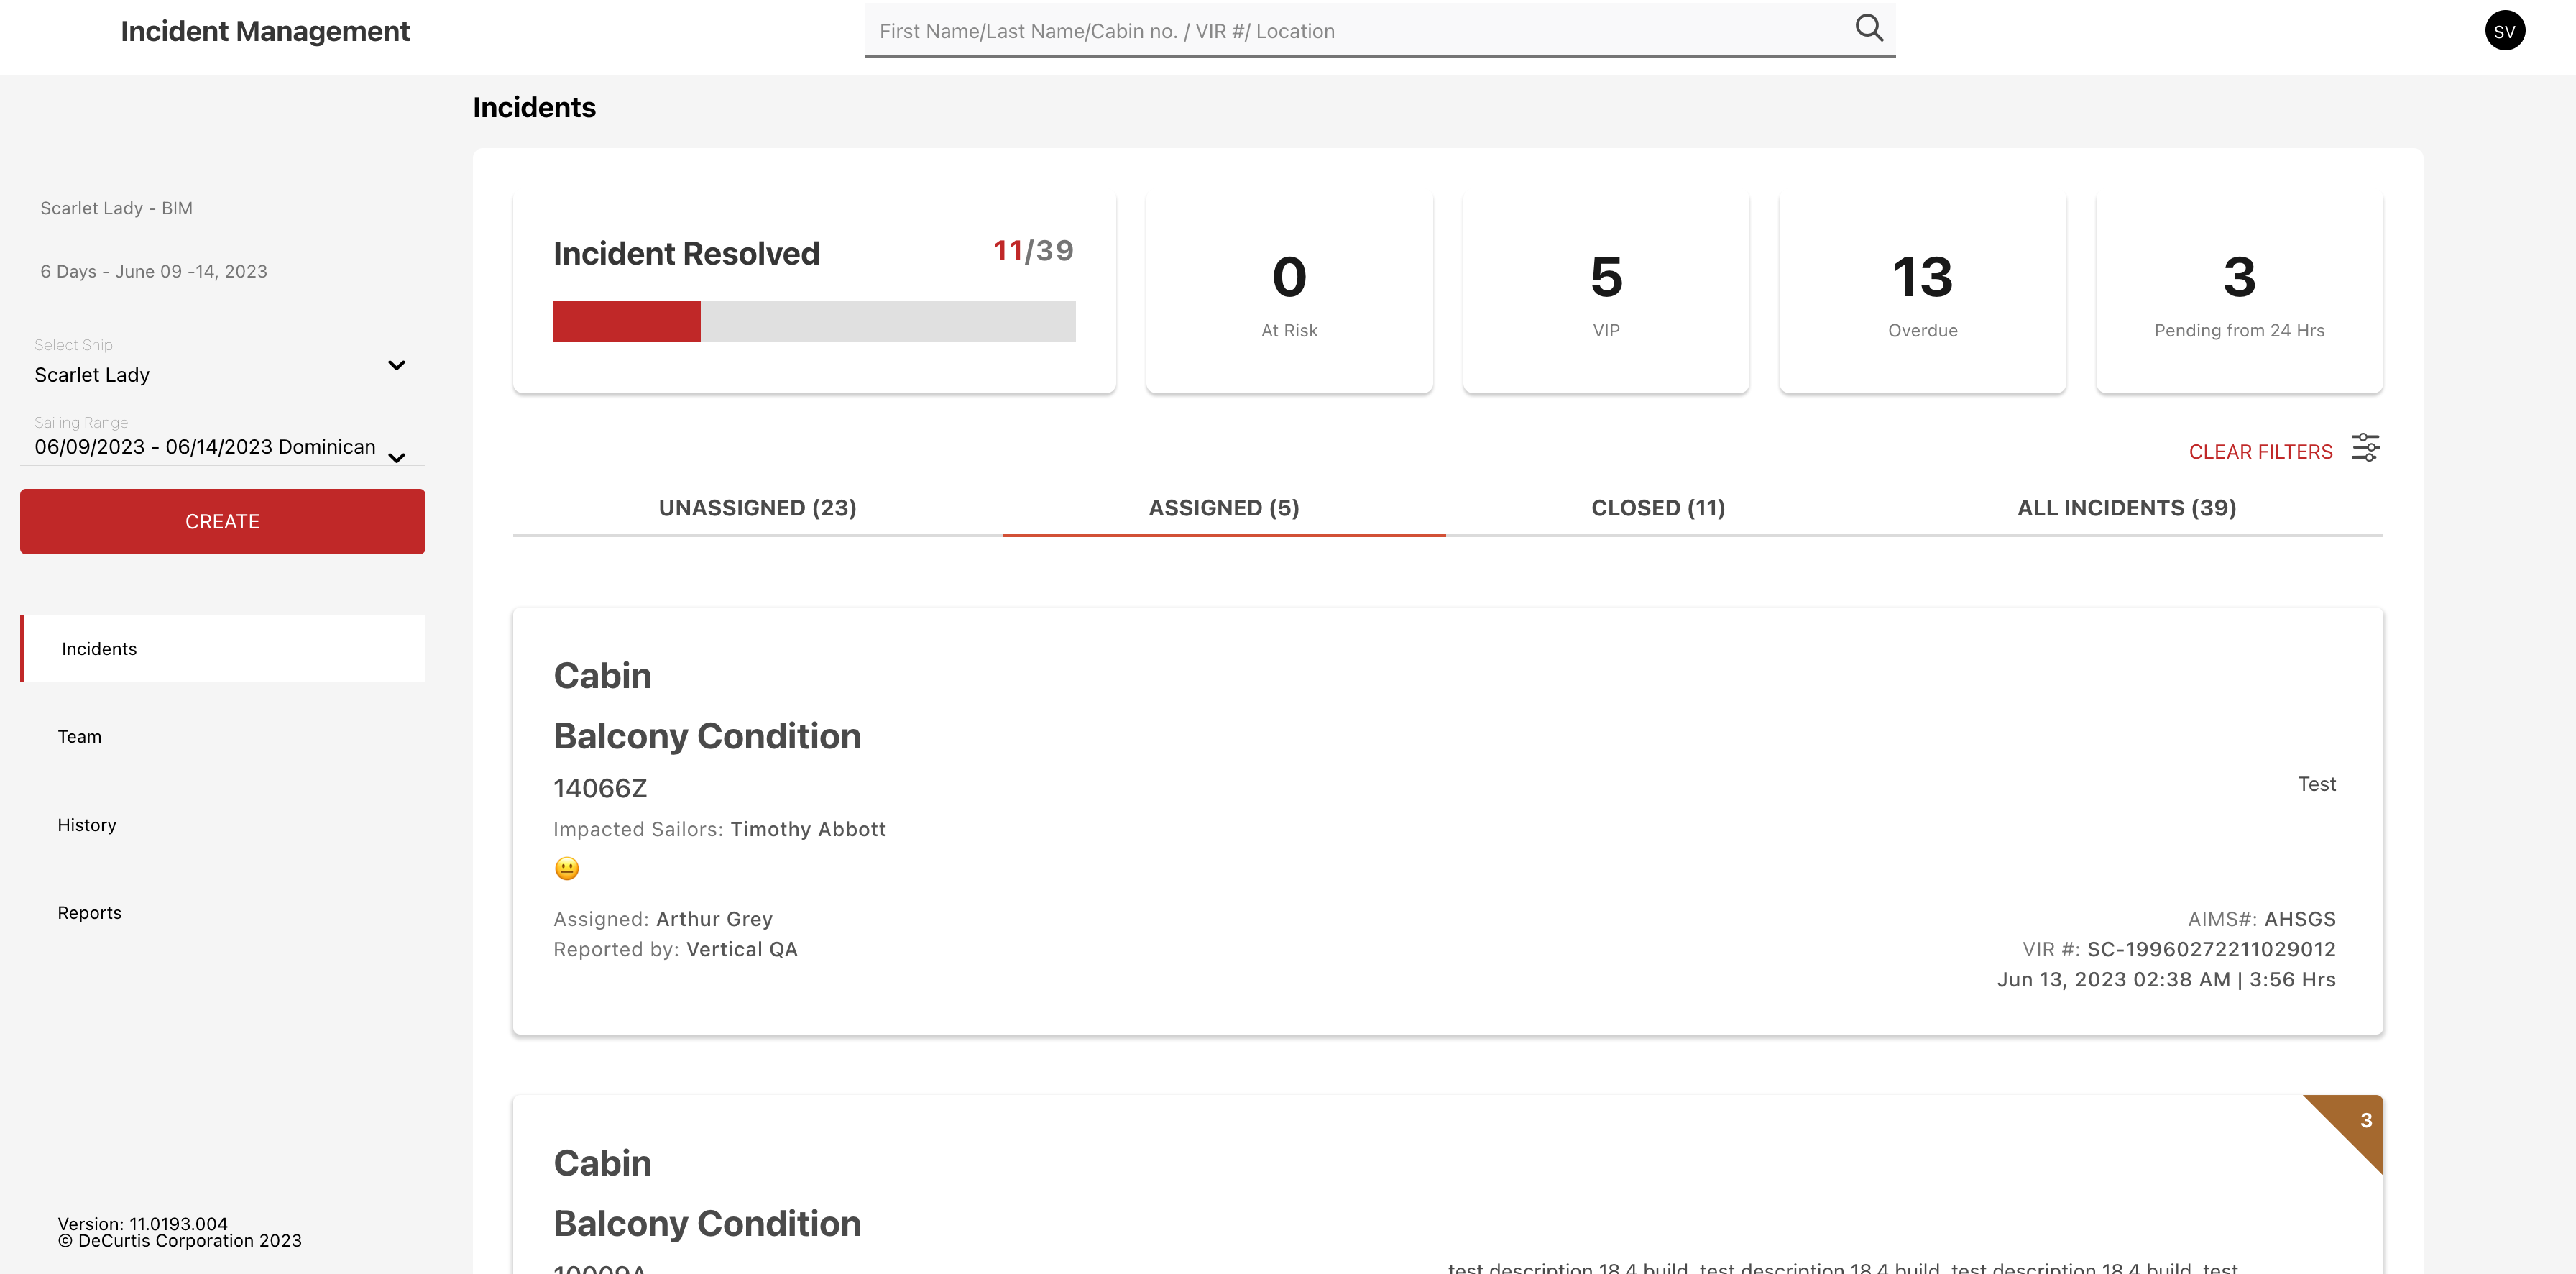 Incident Management
First Name/Last Name/Cabin no. / VIR #/ Location
SV
Scarlet Lady - BIM
6 Days - June 09 -14, 2023
Select Ship
Scarlet Lady
Sailing Range
06/09/2023 - 06/14/2023 Dominican
CREATE
Incidents
Team
History
Reports
Version: 11.0193.004
© DeCurtis Corporation 2023
Incidents
Incident Resolved
11/39
0
At Risk
5
VIP
13
Overdue
3
Pending from 24 Hrs
CLEAR FILTERS
UNASSIGNED (23)
ASSIGNED (5)
CLOSED (11)
ALL INCIDENTS (39)
Cabin
Balcony Condition
14066Z
Test
Impacted Sailors: Timothy Abbott
Assigned: Arthur Grey
Reported by: Vertical QA
AIMS#: AHSGS
VIR #: SC-19960272211029012
Jun 13, 2023 02:38 AM | 3:56 Hrs
3
Cabin
Balcony Condition
10009A
test description 18.4 build, test description 18.4 build, test description 18.4 build, test